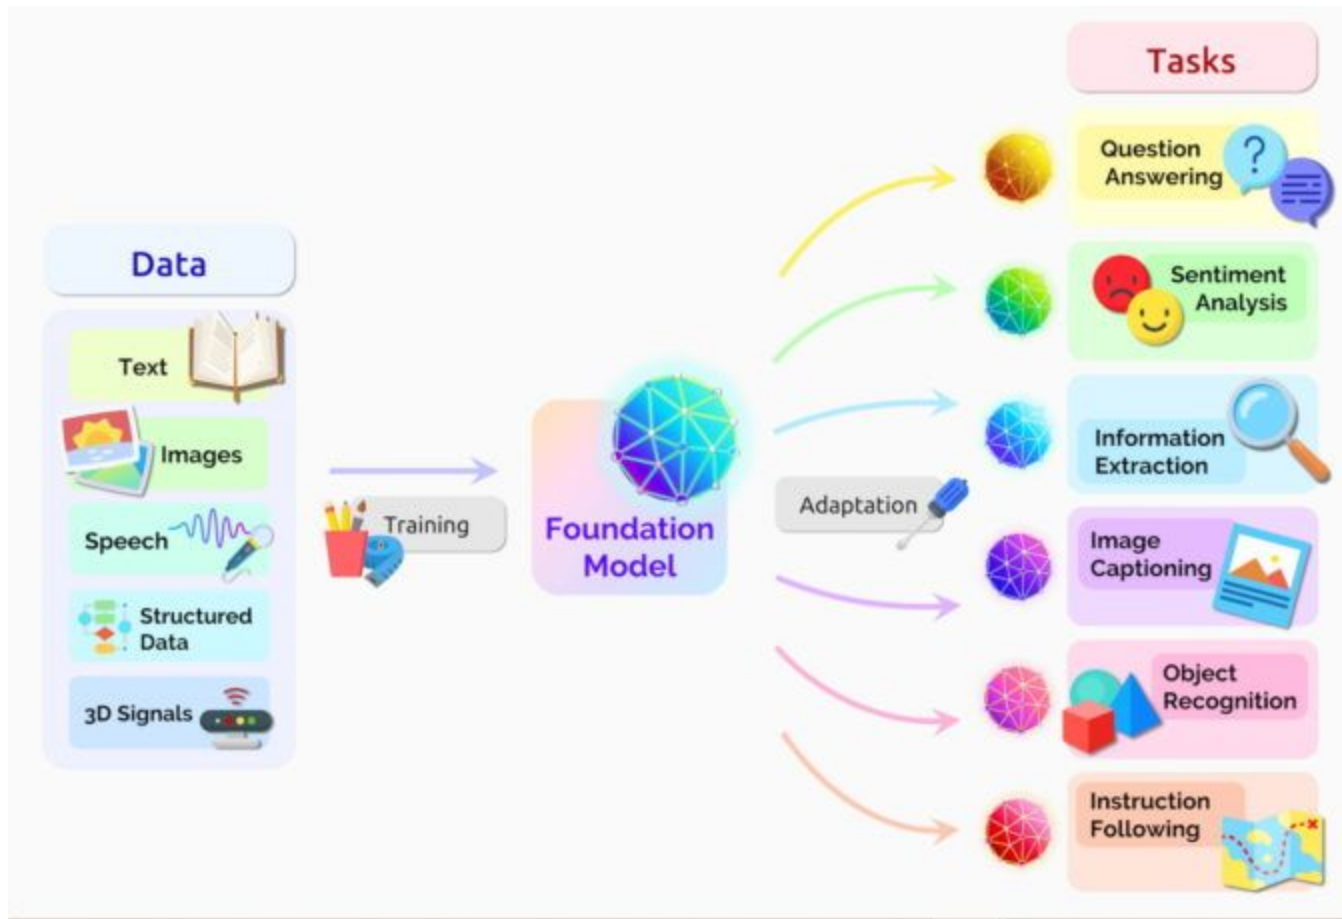 Data
Text
Images
Speech
Structured
Data
3D Signals
Training
Foundation
Model
Adaptation
Tasks
Question
Answering
?
Sentiment
Analysis
Information
Extraction
Image
Captioning
Object
Recognition
Instruction
Following